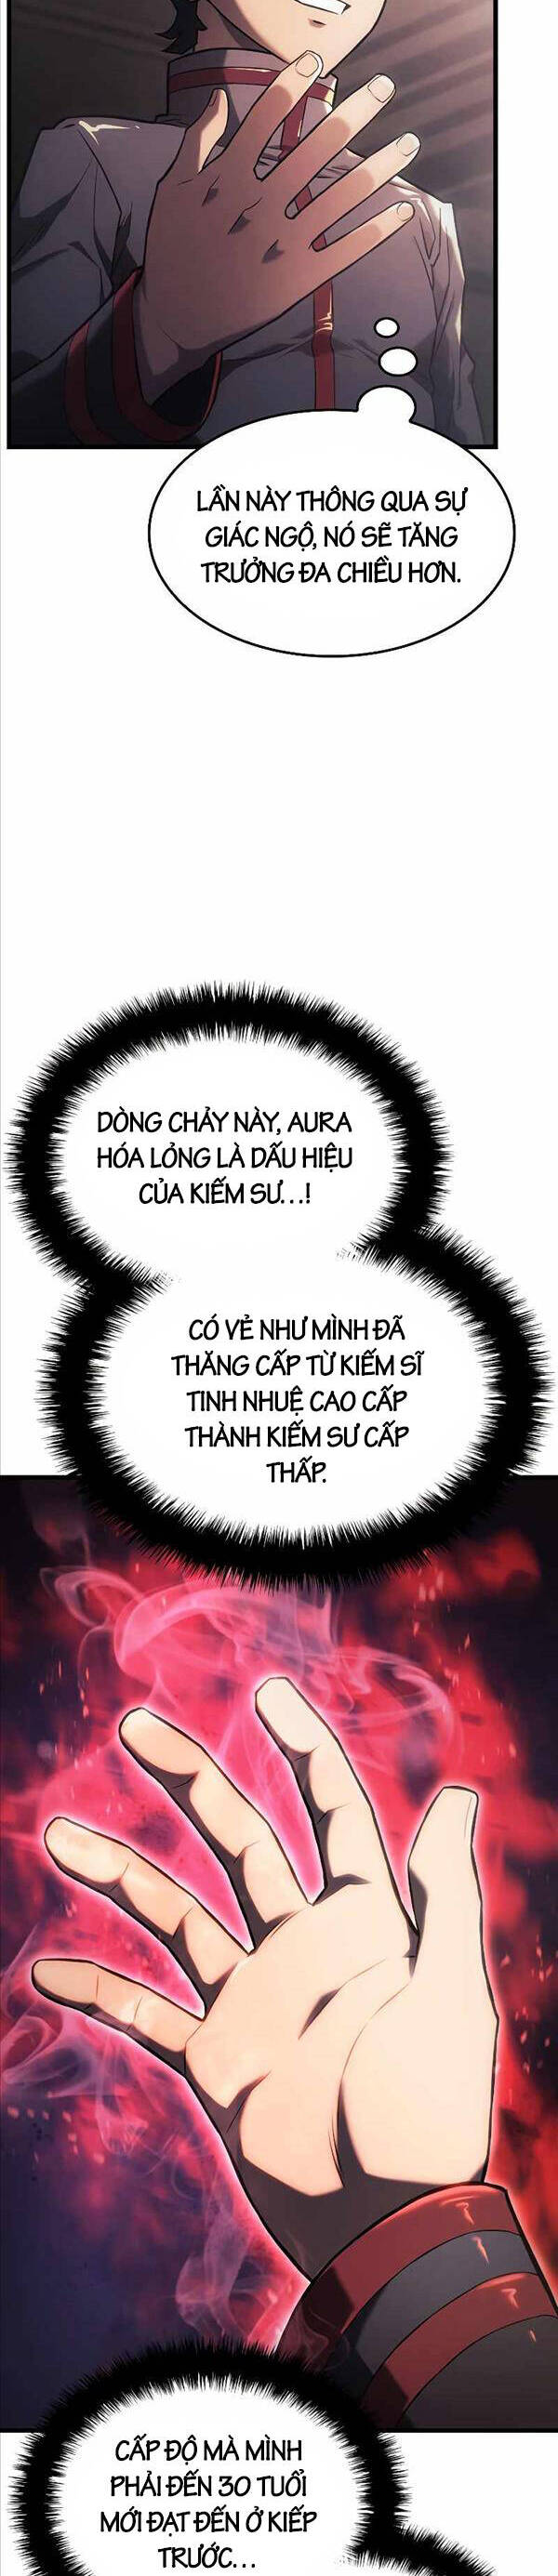 LẦN NÀY THÔNG QUA SỰ
GIÁC NGỘ, NÓ SẼ TĂNG
TRƯỞNG ĐA CHIỀU HƠN.
DÒNG CHẢY NÀY, AURA
HÓA LỎNG LÀ DẤU HIỆU
CỦA KIẾM SƯ...!
CÓ VẺ NHƯ MÌNH ĐÃ
THĂNG CẤP TỪ KIẾM SĨ
TINH NHUỆ CAO CẤP
THÀNH KIẾM SƯ CẤP
THẤP.
CẤP ĐỘ MÀ MÌNH
PHẢI ĐẾN 30 TUỔI
MỚI ĐẠT ĐẾN Ở KIẾP
TRƯỚC...